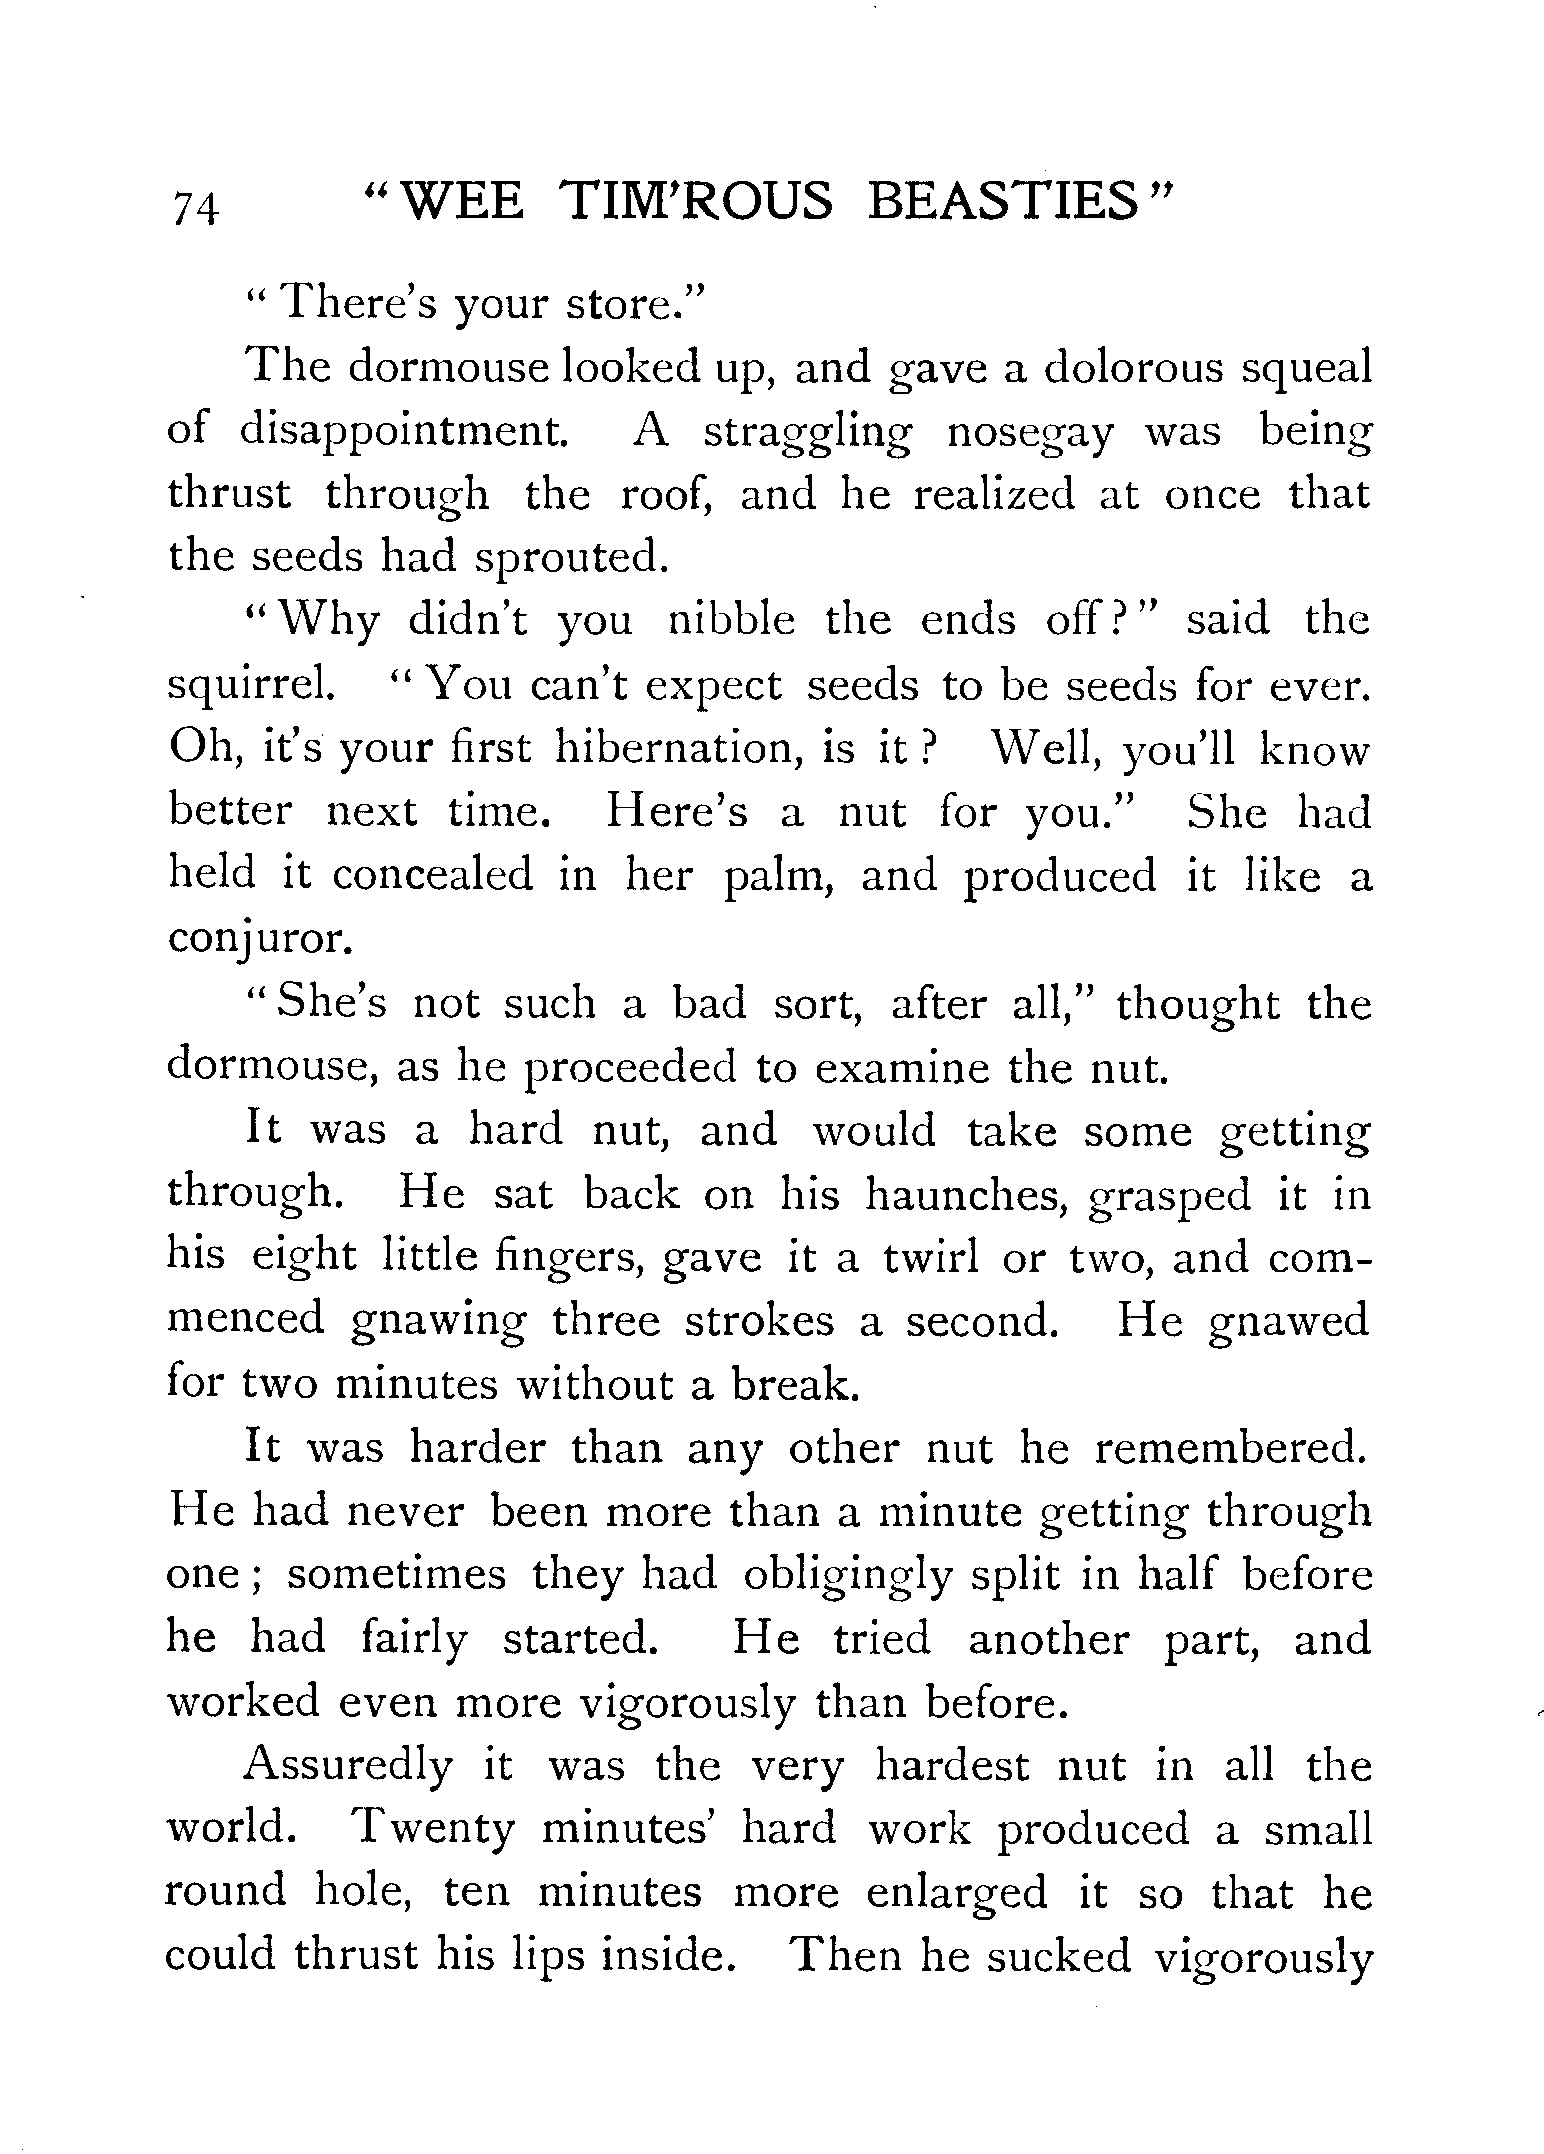 74 "WEE TIM'ROUS BEASTIES"
"There's your store."
The dormouse looked up, and gave a dolorous squeal
of disappointment. A straggling nosegay was being
thrust through the roof, and he realized at once that
the seeds had sprouted.
"Why didn't you nibble the ends off?" said the
squirrel. "You can't expect seeds to be seeds for ever.
Oh, it's your first hibernation, is it? Well, you'll know
better next time. Here's a nut for you." She had
held it concealed in her palm, and produced it like a
conjuror.
"She's not such a bad sort, after all," thought the
dormouse, as he proceeded to examine the nut.
It was a hard nut, and would take some getting
through. He sat back on his haunches, grasped it in
his eight little fingers, gave it a twirl or two, and com-
menced gnawing three strokes a second. He gnawed
for two minutes without a break.
It was harder than any other nut he remembered.
He had never been more than a minute getting through
one; sometimes they had obligingly split in half before
he had fairly started. He tried another part, and
worked even more vigorously than before.
Assuredly it was the very hardest nut in all the
world. Twenty minutes' hard work produced a small
round hole, ten minutes more enlarged it so that he
could thrust his lips inside. Then he sucked vigorously